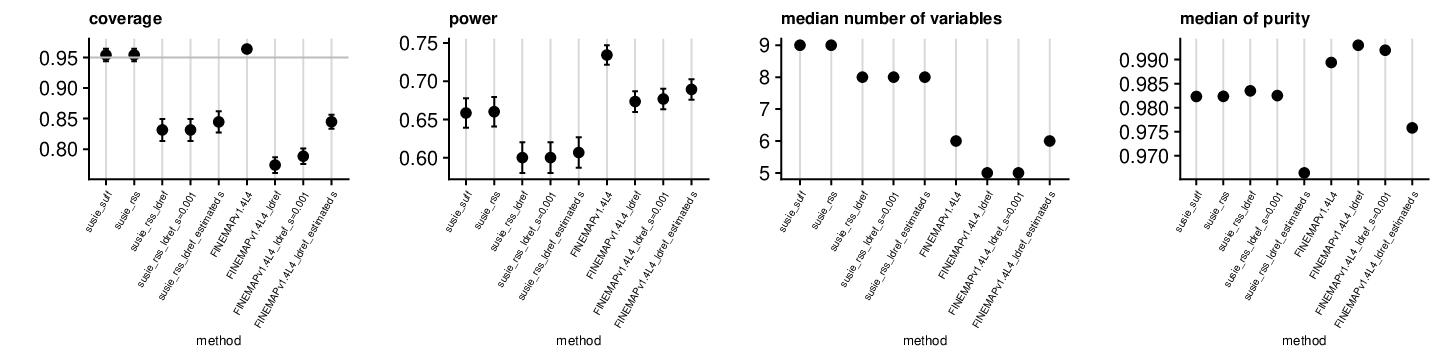 coverage
0.95
0.90
0.85
0.80
susie_suff
susie_rss
susie_rss_ldref
susie_rss_ldref_s=0.001
susie_rss_ldref_estimated s
FINEMAPv1.4L4
FINEMAPv1.4L4_ldref
FINEMAPv1.4L4_ldref_s=0.001
FINEMAPv1.4L4_ldref_estimated s
method
power
0.75
0.70
0.65
0.60
susie_suff
susie_rss
susie_rss_ldref
susie_rss_ldref_s=0.001
susie_rss_ldref_estimated s
FINEMAPv1.4L4
FINEMAPv1.4L4_ldref
FINEMAPv1.4L4_ldref_s=0.001
FINEMAPv1.4L4_ldref_estimated s
method
median number of variables
9
8
7
6
5
susie_suff
susie_rss
susie_rss_ldref
susie_rss_ldref_s=0.001
susie_rss_ldref_estimated s
FINEMAPv1.4L4
FINEMAPv1.4L4_ldref
FINEMAPv1.4L4_ldref_s=0.001
FINEMAPv1.4L4_ldref_estimated s
method
median of purity
0.990
0.985
0.980
0.975
0.970
susie_suff
susie_rss
susie_rss_ldref
susie_rss_ldref_s=0.001
susie_rss_ldref_estimated s
FINEMAPv1.4L4
FINEMAPv1.4L4_ldref
FINEMAPv1.4L4_ldref_s=0.001
FINEMAPv1.4L4_ldref_estimated s
method